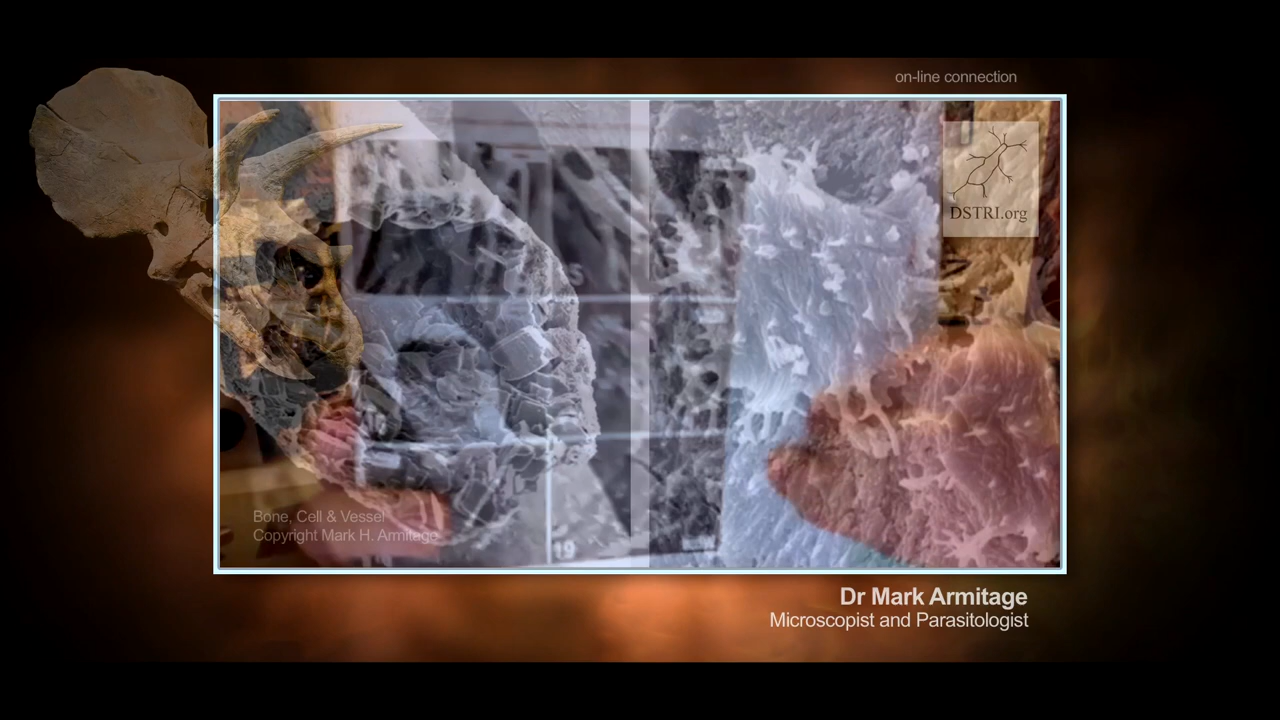 on-line connection
DSTRI.org
Bone, Cell & Vessel
Copyright Mark H. Armitage
19
Dr Mark Armitage
Microscopist and Parasitologist